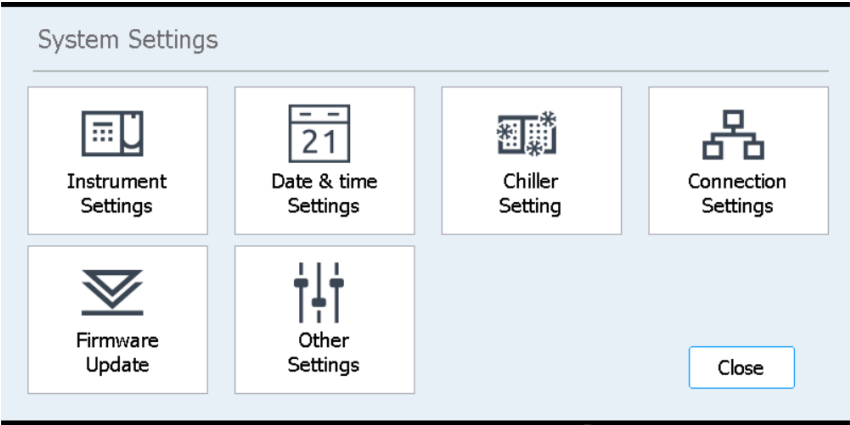 System Settings
Instrument
Settings
21
Date & time
Settings
Chiller
Setting
Connection
Settings
Firmware
Update
Other
Settings
Close